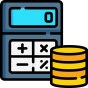 0
+ ×
- =